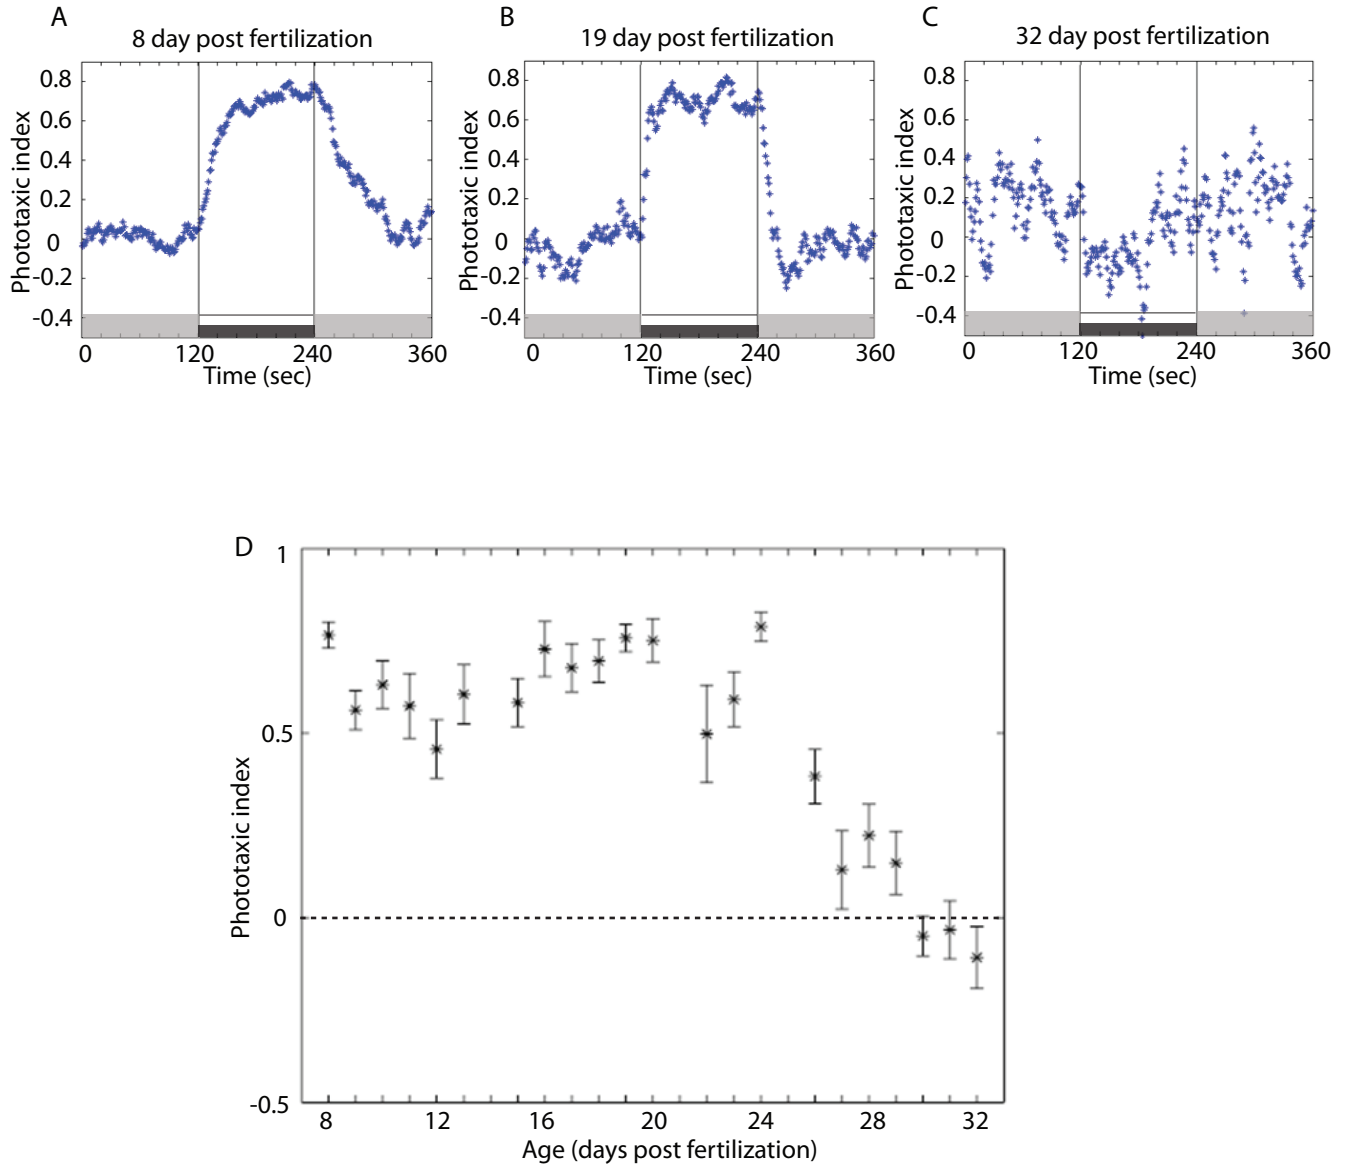 A
8 day post fertilization
Phototaxic index
0.8
0.6
0.4
0.2
0
-0.2
-0.4
0 120 240 360
Time (sec)
B
19 day post fertilization
Phototaxic index
0.8
0.6
0.4
0.2
0
-0.2
-0.4
0 120 240 360
Time (sec)
C
32 day post fertilization
Phototaxic index
0.8
0.6
0.4
0.2
0
-0.2
-0.4
0 120 240 360
Time (sec)
D
Phototaxic index
1
0.5
0
-0.5
8 12 16 20 24 28 32
Age (days post fertilization)